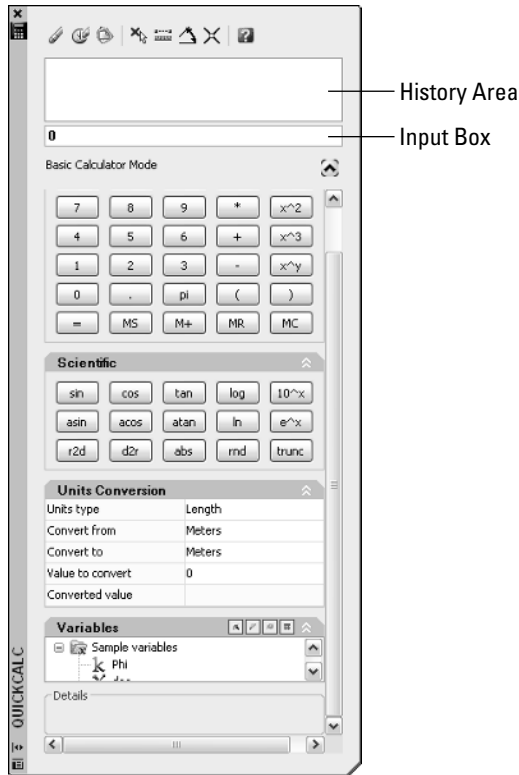 History Area
0
Input Box
Basic Calculator Mode
7 8 9 * x^2
4 5 6 + x^3
1 2 3 - x^y
0 . pi ( )
= MS M+ MR MC
Scientific
sin cos tan log 10^x
asin acos atan ln e^x
r2d d2r abs rnd trunc
Units Conversion
Units type Length
Convert from Meters
Convert to Meters
Value to convert 0
Converted value
Variables
Sample variables
Phi
Details
QUICKCALC